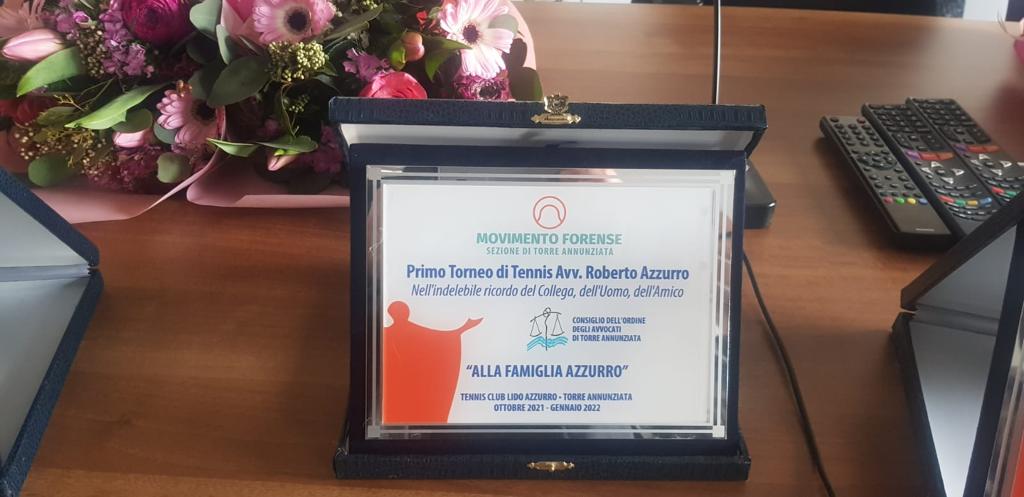 MOVIMENTO FORENSE
SEZIONE DI TORRE ANNUNZIATA
Primo Torneo di Tennis Avv. Roberto Azzurro
Nell'indelebile ricordo del Collega, dell'Uomo, dell'Amico
CONSIGLIO DELL'ORDINE
DEGLI AVVOCATI
DI TORRE ANNUNZIATA
"ALLA FAMIGLIA AZZURRO"
TENNIS CLUB LIDO AZZURRO - TORRE ANNUNZIATA
OTTOBRE 2021 - GENNAIO 2022